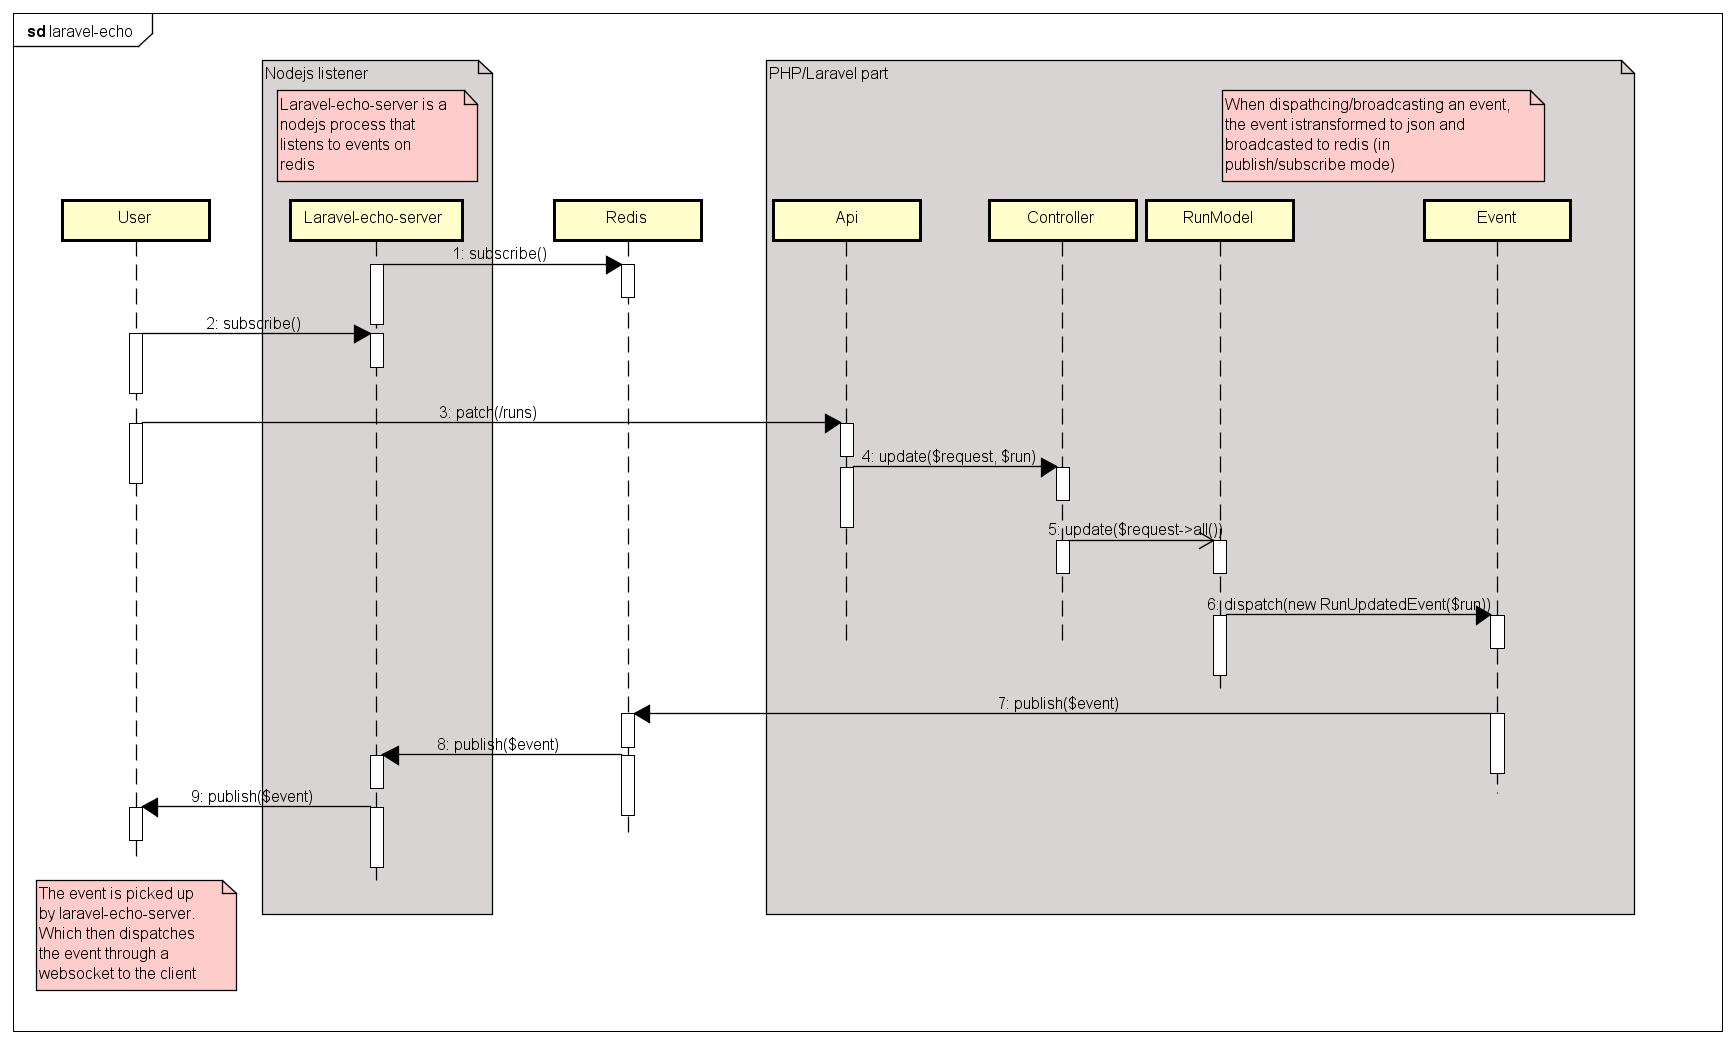 sd laravel-echo
Nodejs listener
PHP/Laravel part
Laravel-echo-server is a
nodejs process that
listens to events on
redis
When dispathcing/broadcasting an event,
the event istransformed to json and
broadcasted to redis (in
publish/subscribe mode)
User
Laravel-echo-server
Redis
Api
Controller
RunModel
Event
1: subscribe()
2: subscribe()
3: patch(/runs)
4: update($request, $run)
5: update($request->all())
6: dispatch(new RunUpdatedEvent($run))
7: publish($event)
8: publish($event)
9: publish($event)
The event is picked up
by laravel-echo-server.
Which then dispatches
the event through a
websocket to the client